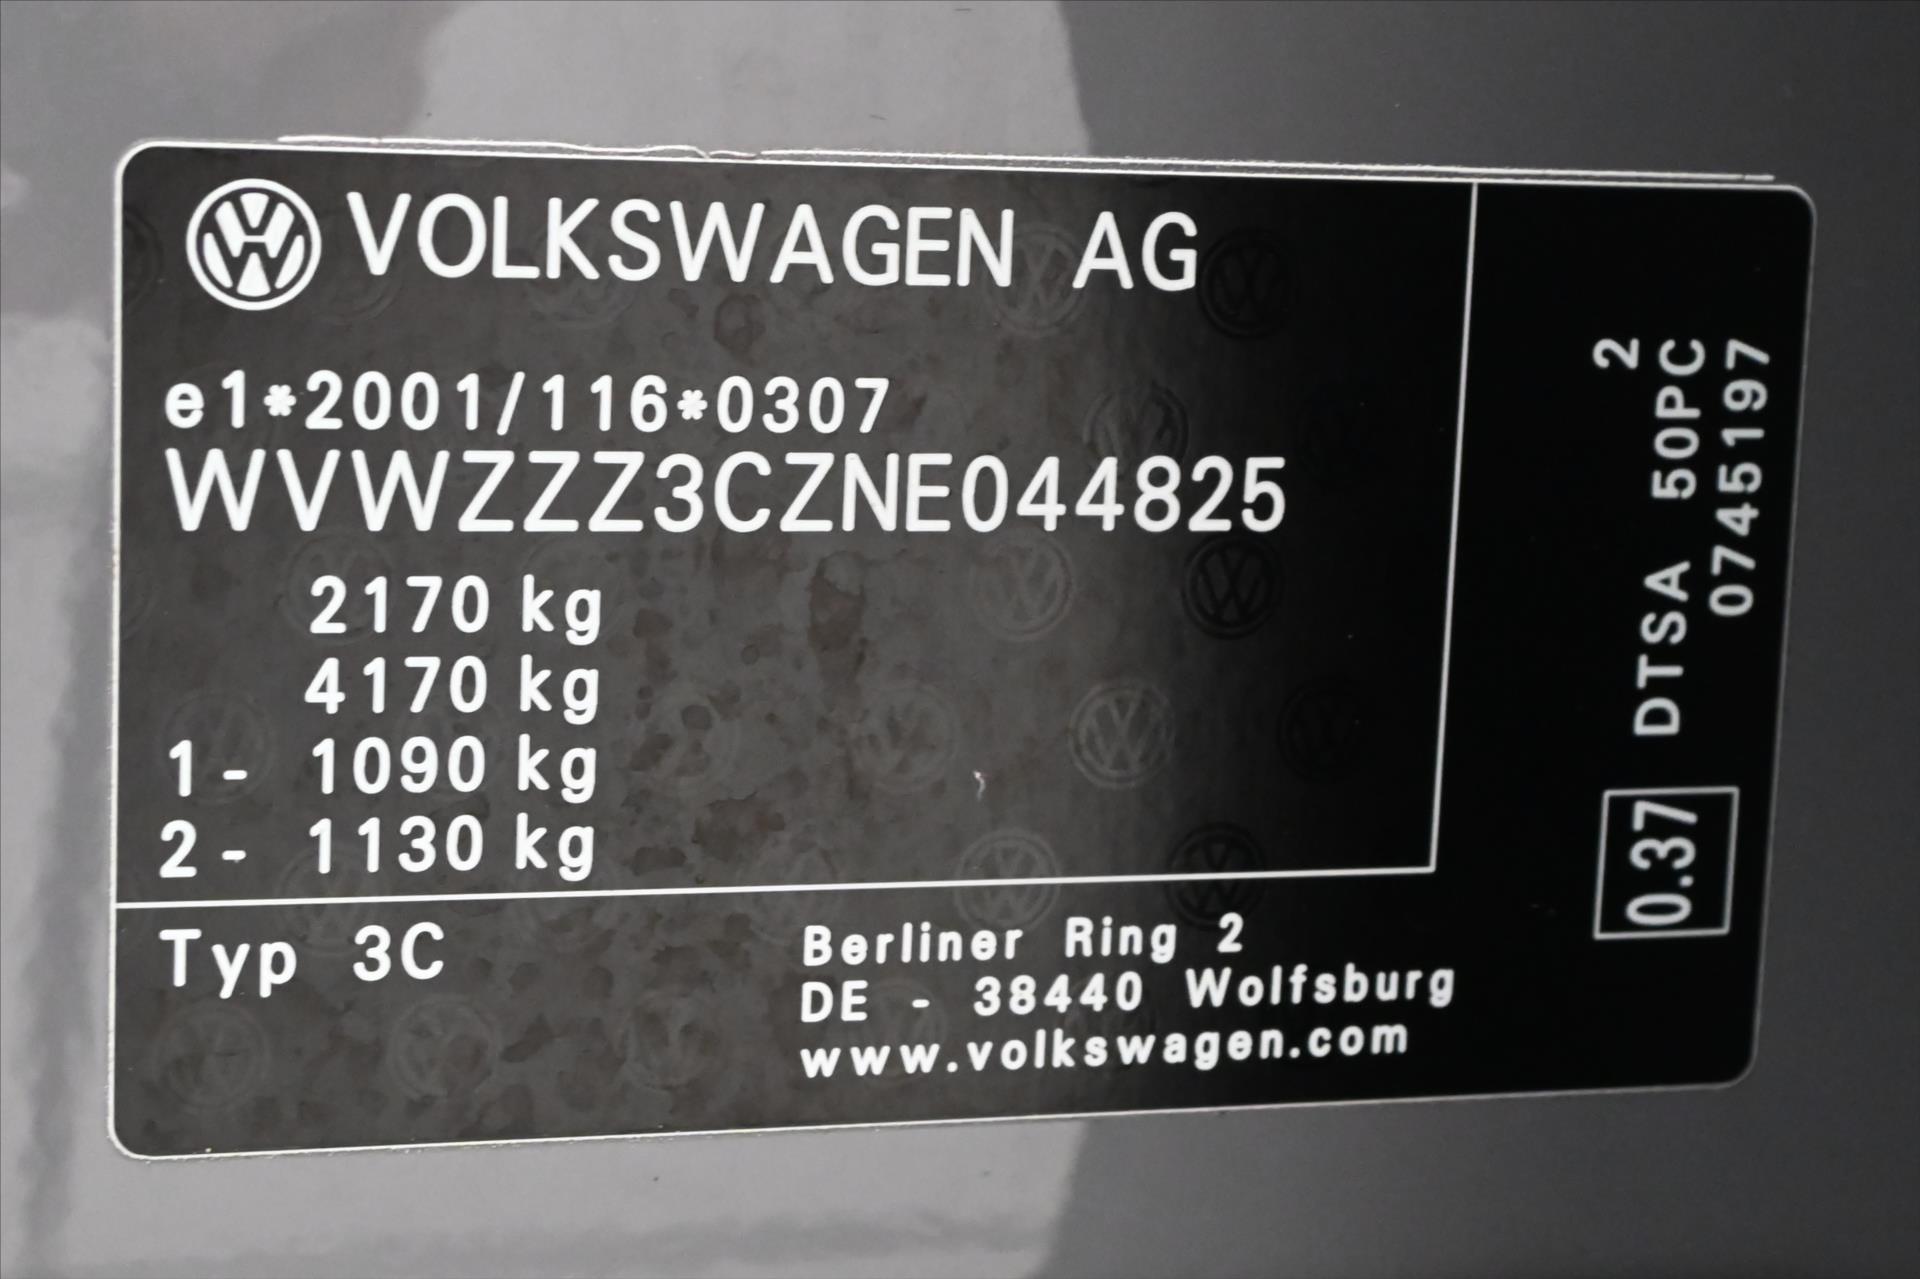 VOLKSWAGEN AG
e1*2001/116*0307
WVWZZZ3CZNE044825
2170 kg
4170 kg
1 - 1090 kg
2 - 1130 kg
Typ 3C
Berliner Ring 2
DE - 38440 Wolfsburg
www.volkswagen.com
2
0.37 DTSA 50PC
0745197